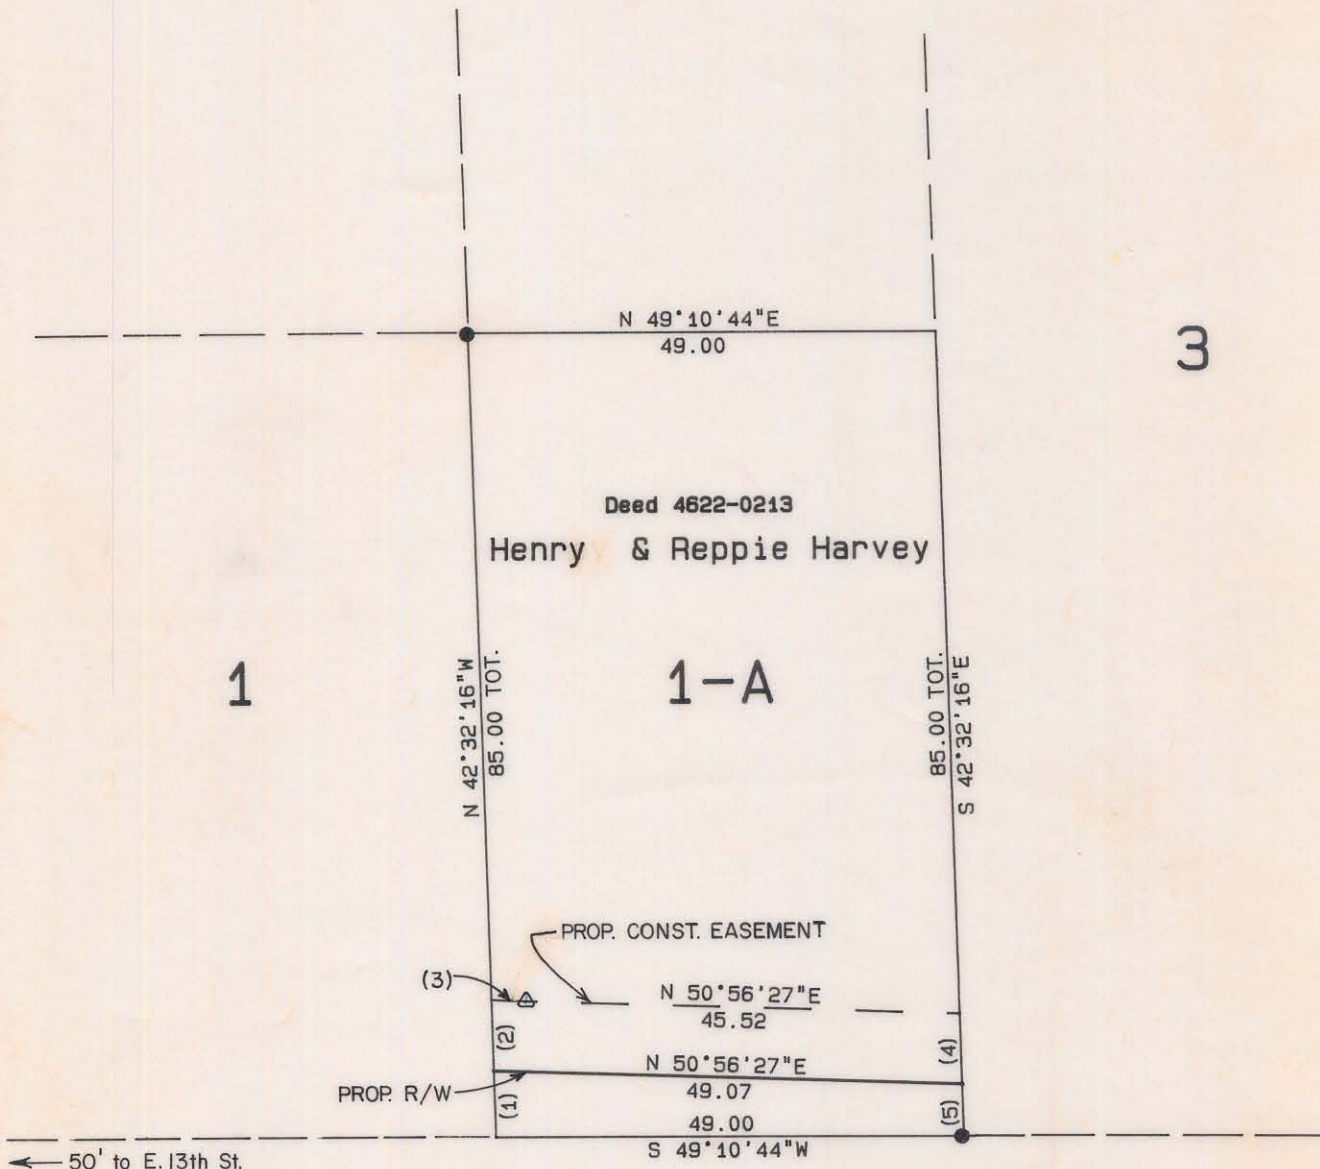 N 49°10'44"E
49.00
3
Deed 4622-0213
Henry & Reppie Harvey
1
1-A
N 42°32'16"W
85.00 TOT.
85.00 TOT.
S 42°32'16"E
PROP. CONST. EASEMENT
(3)
N 50°56'27"E
45.52
(2)
(4)
N 50°56'27"E
PROP. R/W
49.07
(1)
(5)
49.00
S 49°10'44"W
50' to E. 13th St.